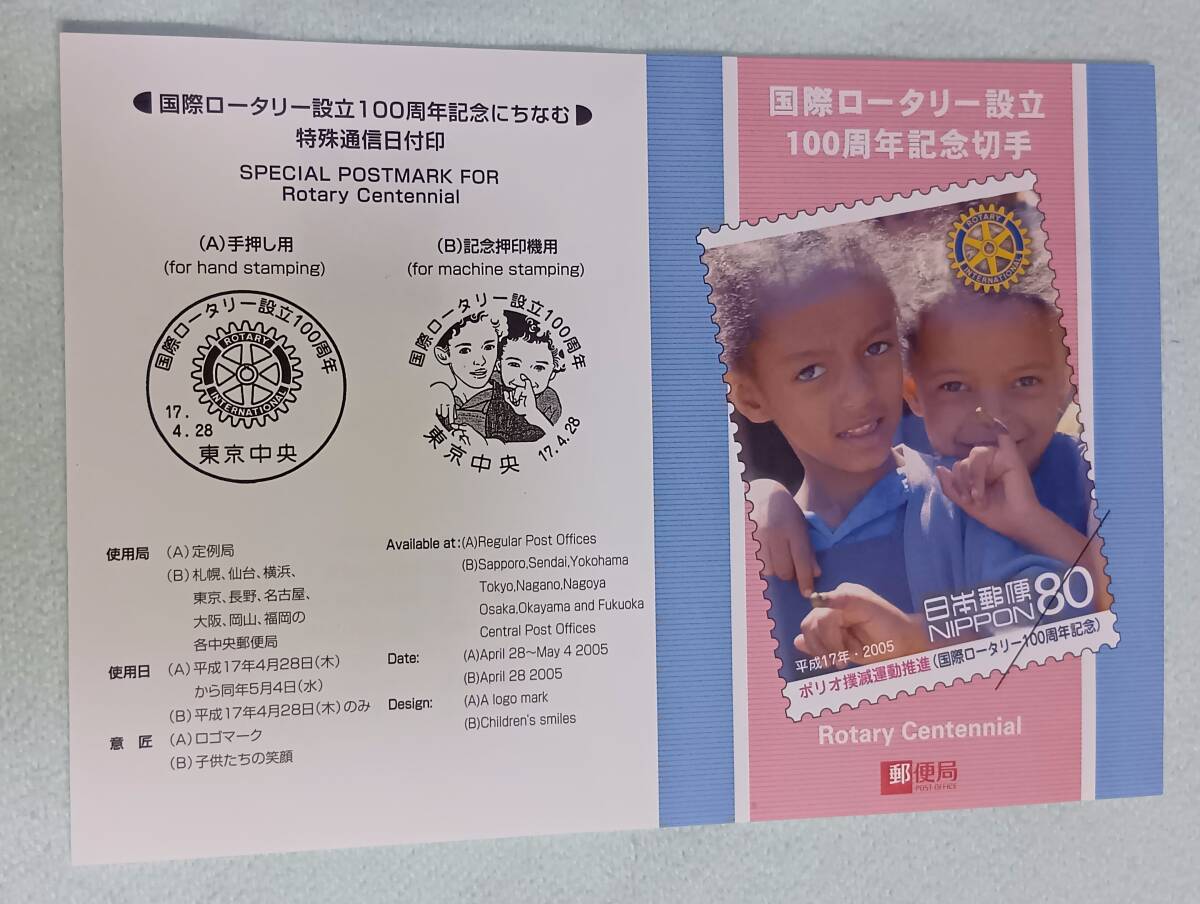 国際ロータリー設立100周年記念にちなむ
特殊通信日付印
SPECIAL POSTMARK FOR
Rotary Centennial
(A)手押し用
(for hand stamping)
国際ロータリー設立100周年
ROTARY
INTERNATIONAL
17.
4.28
東京中央
(B)記念押印機用
(for machine stamping)
国際ロータリー設立100周年
東京中央
17.4.28
使用局 (A)定例局
(B)札幌、仙台、横浜、
東京、長野、名古屋、
大阪、岡山、福岡の
各中央郵便局
使用日 (A)平成17年4月28日(木)
から同年5月4日(水)
(B)平成17年4月28日(木)のみ
意 匠 (A)ロゴマーク
(B)子供たちの笑顔
Available at:(A)Regular Post Offices
(B)Sapporo,Sendai,Yokohama
Tokyo,Nagano,Nagoya
Osaka,Okayama and Fukuoka
Central Post Offices
Date: (A)April 28~May 4 2005
(B)April 28 2005
Design: (A)A logo mark
(B)Children's smiles
国際ロータリー設立
100周年記念切手
ROTARY
INTERNATIONAL
日本郵便
NIPPON 80
平成17年・2005
ポリオ撲滅運動推進(国際ロータリー100周年記念)
Rotary Centennial
郵便局
POST OFFICE